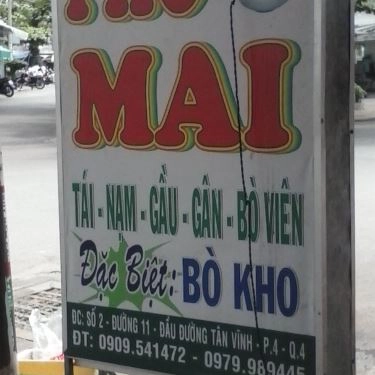 PHỞ
MAI
TÁI - NẠM - GẦU - GÂN - BÒ VIÊN
Đặc Biệt: BÒ KHO
ĐC. SỐ 2 - ĐƯỜNG 11 - ĐẦU ĐƯỜNG TÂN VĨNH - P.4 - Q.4
ĐT: 0909.541472 - 0979.989445